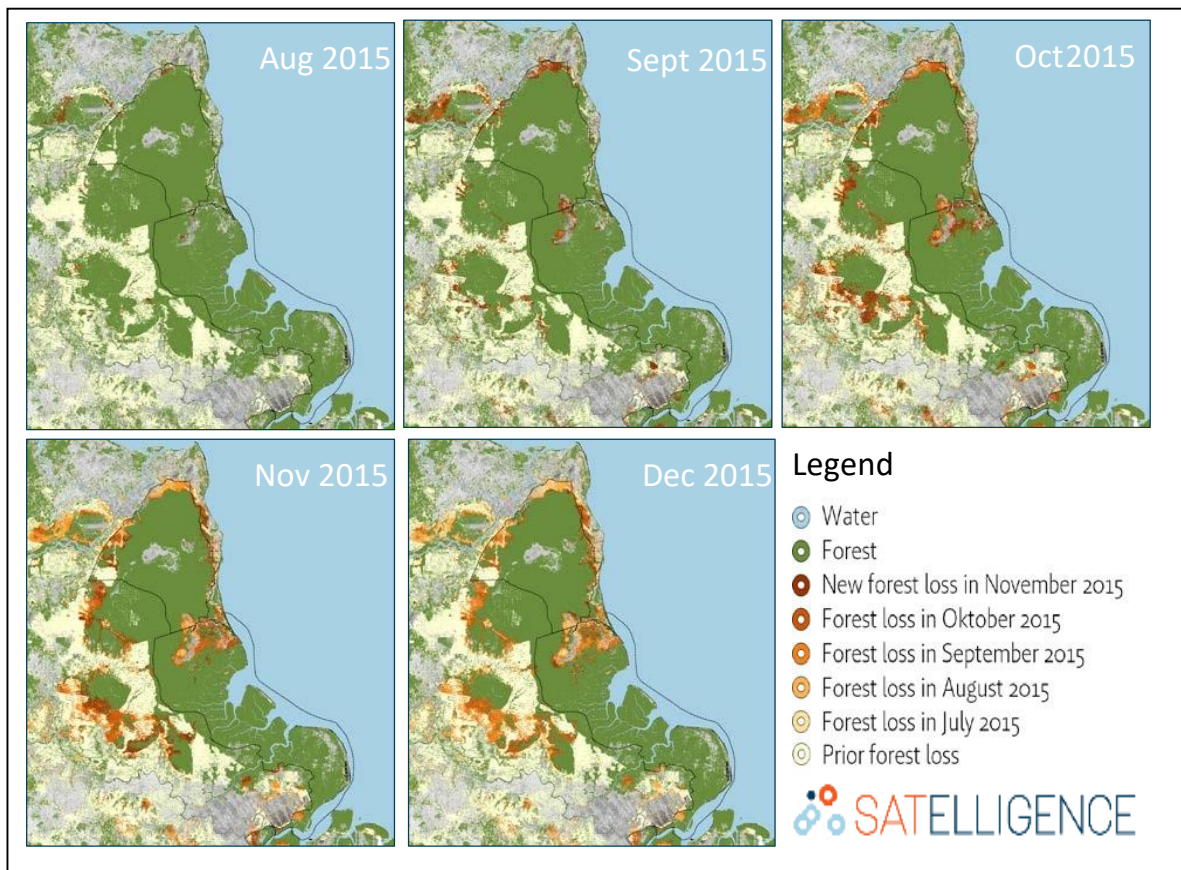 Aug 2015
Sept 2015
Oct2015
Nov 2015
Dec 2015
Legend
Water
Forest
New forest loss in November 2015
Forest loss in Oktober 2015
Forest loss in September 2015
Forest loss in August 2015
Forest loss in July 2015
Prior forest loss
SATELLIGENCE